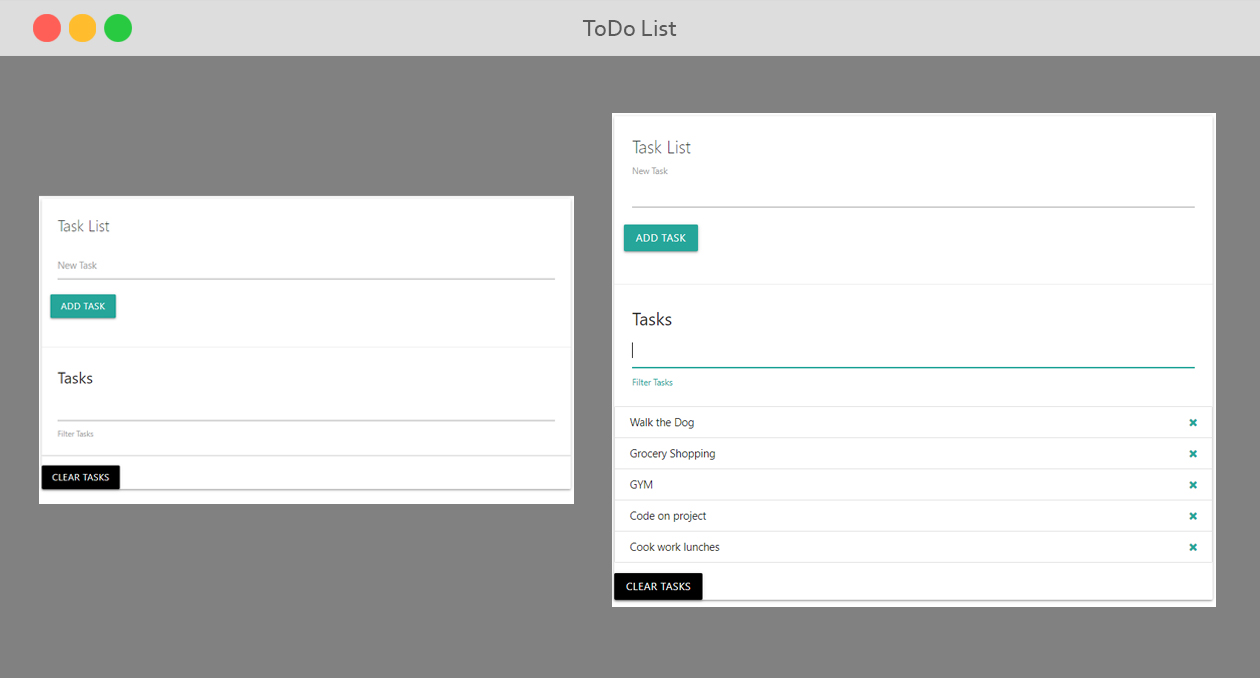 ToDo List
Task List
New Task
ADD TASK
Tasks
Filter Tasks
CLEAR TASKS
Task List
New Task
ADD TASK
Tasks
Filter Tasks
Walk the Dog
Grocery Shopping
GYM
Code on project
Cook work lunches
CLEAR TASKS